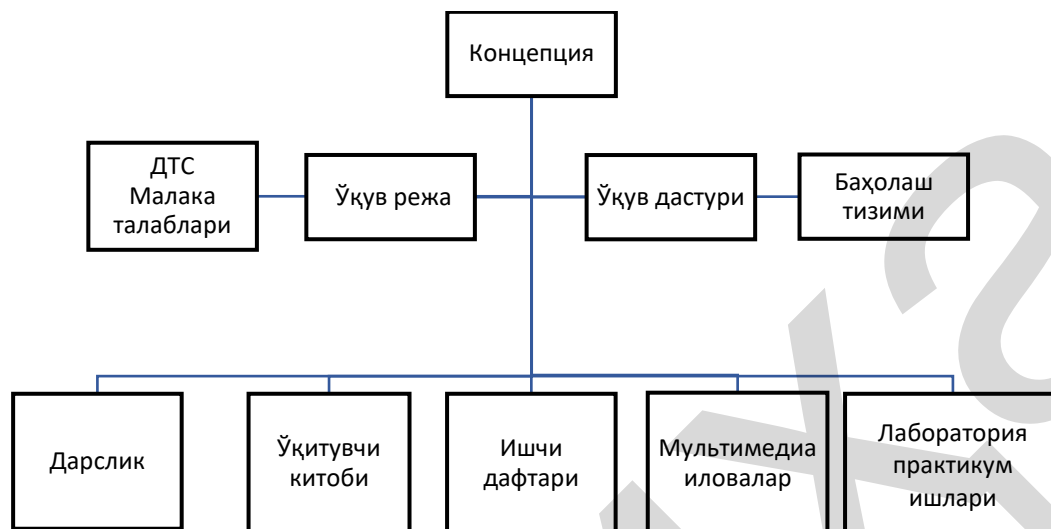 Концепция
ДТС
Малака
талаблари
Ўқув режа
Ўқув дастури
Баҳолаш
тизими
Дарслик
Ўқитувчи
китоби
Ишчи
дафтари
Мультимедиа
иловалар
Лаборатория
практикум
ишлари